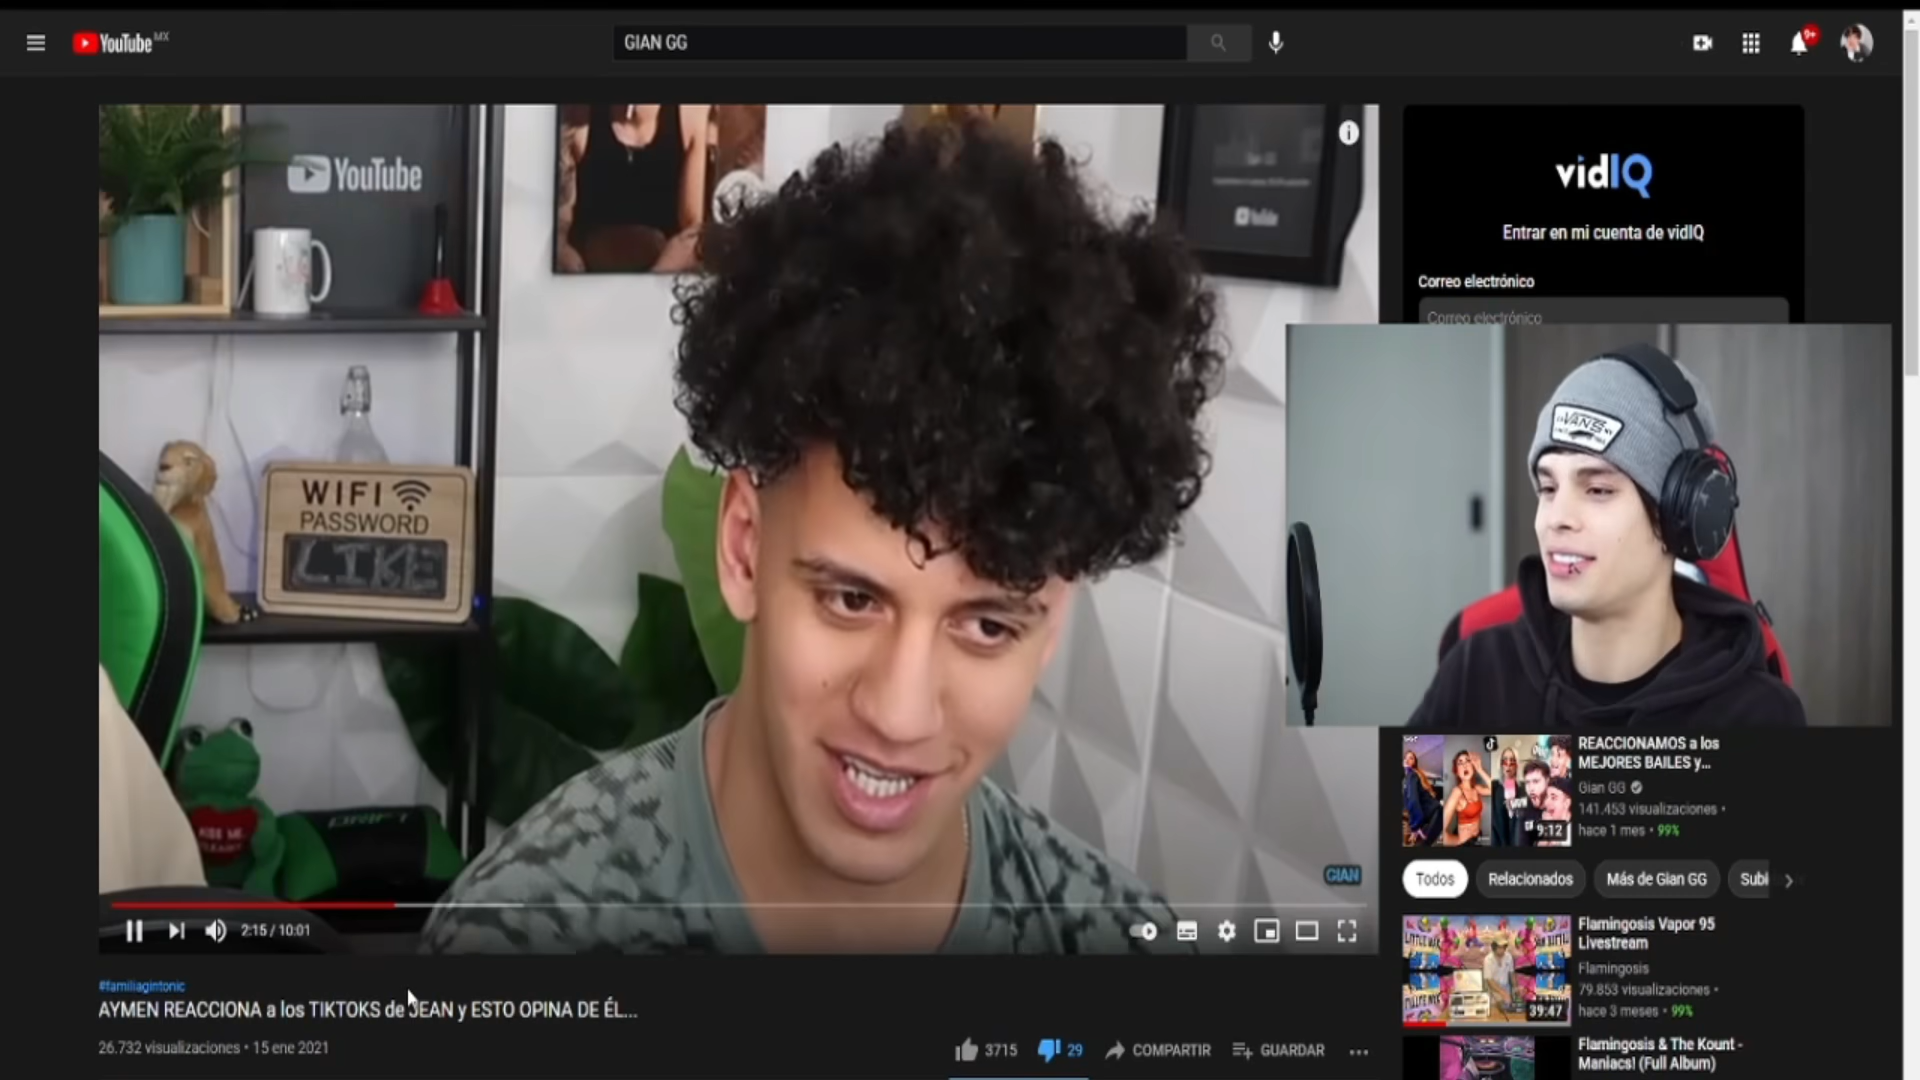 YouTube MX
GIAN GG
9+
YouTube
WIFI
PASSWORD
LIKE
KISS ME
DRIFT
GIAN
2:15 / 10:01
#familiagintonic
AYMEN REACCIONA a los TIKTOKS de JEAN y ESTO OPINA DE ÉL...
26.732 visualizaciones • 15 ene 2021
3715
29
COMPARTIR
GUARDAR
vidIQ
Entrar en mi cuenta de vidIQ
Correo electrónico
Correo electrónico
VANS
REACCIONAMOS a los
MEJORES BAILES y...
Gian GG
141.453 visualizaciones •
hace 1 mes • 99%
9:12
Todos
Relacionados
Más de Gian GG
Subi
Flamingosis Vapor 95
Livestream
Flamingosis
79.853 visualizaciones •
hace 3 meses • 99%
39:47
Flamingosis & The Kount -
Maniacs! (Full Album)